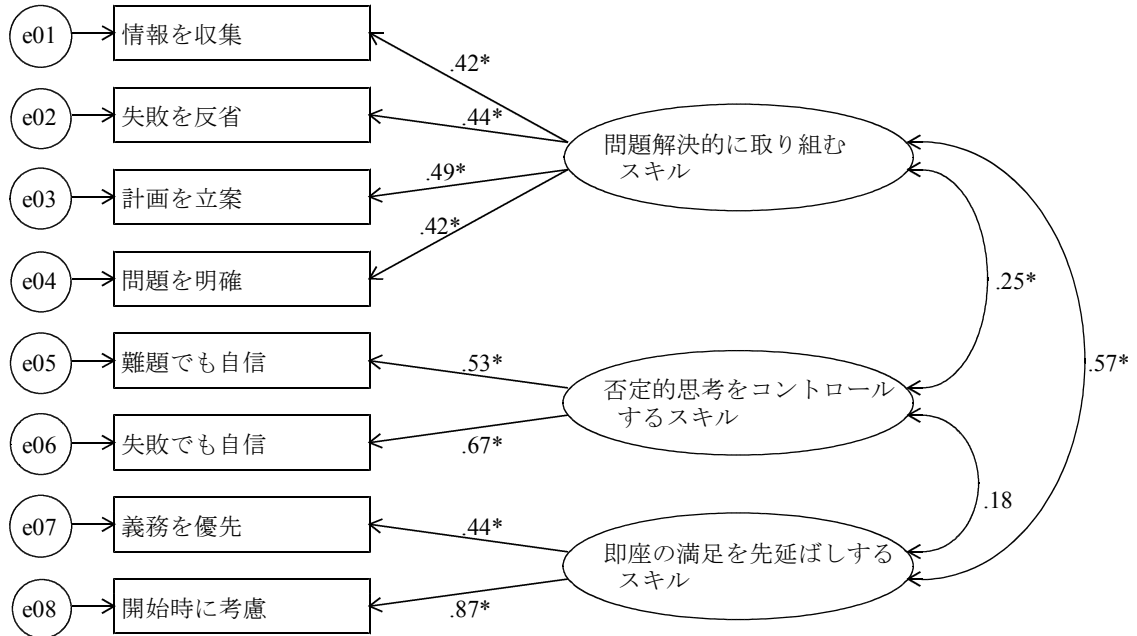 e01
情報を収集
.42*
e02
失敗を反省
.44*
問題解決的に取り組む
スキル
e03
計画を立案
.49*
e04
問題を明確
.42*
.25*
e05
難題でも自信
.53*
否定的思考をコントロール
するスキル
.57*
e06
失敗でも自信
.67*
e07
義務を優先
.44*
.18
即座の満足を先延ばしする
スキル
e08
開始時に考慮
.87*